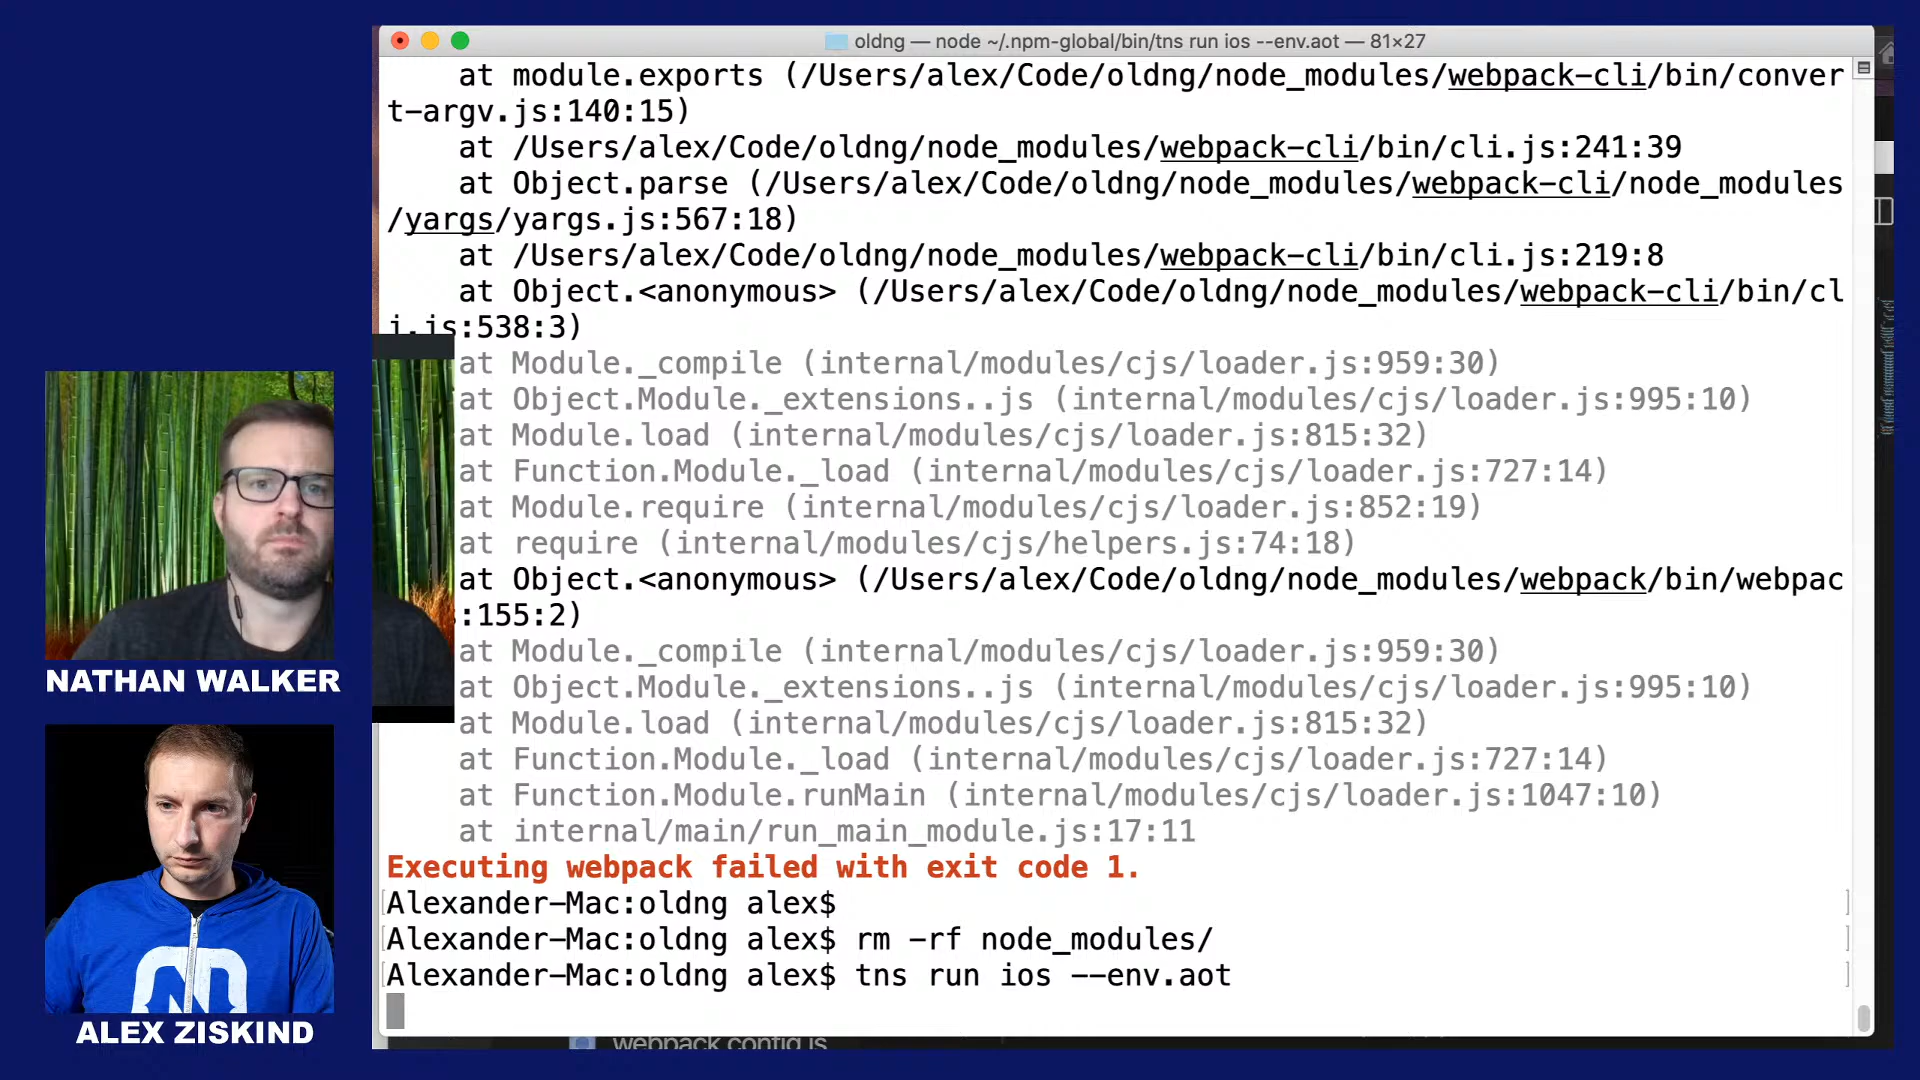 oldng — node ~/.npm-global/bin/tns run ios --env.aot — 81×27
at module.exports (/Users/alex/Code/oldng/node_modules/webpack-cli/bin/conver
t-argv.js:140:15)
at /Users/alex/Code/oldng/node_modules/webpack-cli/bin/cli.js:241:39
at Object.parse (/Users/alex/Code/oldng/node_modules/webpack-cli/node_modules
/yargs/yargs.js:567:18)
at /Users/alex/Code/oldng/node_modules/webpack-cli/bin/cli.js:219:8
at Object.<anonymous> (/Users/alex/Code/oldng/node_modules/webpack-cli/bin/cl
i.js:538:3)
at Module._compile (internal/modules/cjs/loader.js:959:30)
at Object.Module._extensions..js (internal/modules/cjs/loader.js:995:10)
at Module.load (internal/modules/cjs/loader.js:815:32)
at Function.Module._load (internal/modules/cjs/loader.js:727:14)
at Module.require (internal/modules/cjs/loader.js:852:19)
at require (internal/modules/cjs/helpers.js:74:18)
at Object.<anonymous> (/Users/alex/Code/oldng/node_modules/webpack/bin/webpac
:155:2)
at Module._compile (internal/modules/cjs/loader.js:959:30)
at Object.Module._extensions..js (internal/modules/cjs/loader.js:995:10)
at Module.load (internal/modules/cjs/loader.js:815:32)
at Function.Module._load (internal/modules/cjs/loader.js:727:14)
at Function.Module.runMain (internal/modules/cjs/loader.js:1047:10)
at internal/main/run_main_module.js:17:11
Executing webpack failed with exit code 1.
[Alexander-Mac:oldng alex$ ]
[Alexander-Mac:oldng alex$ rm -rf node_modules/ ]
[Alexander-Mac:oldng alex$ tns run ios --env.aot ]
webpack.config.js
NATHAN WALKER
ALEX ZISKIND